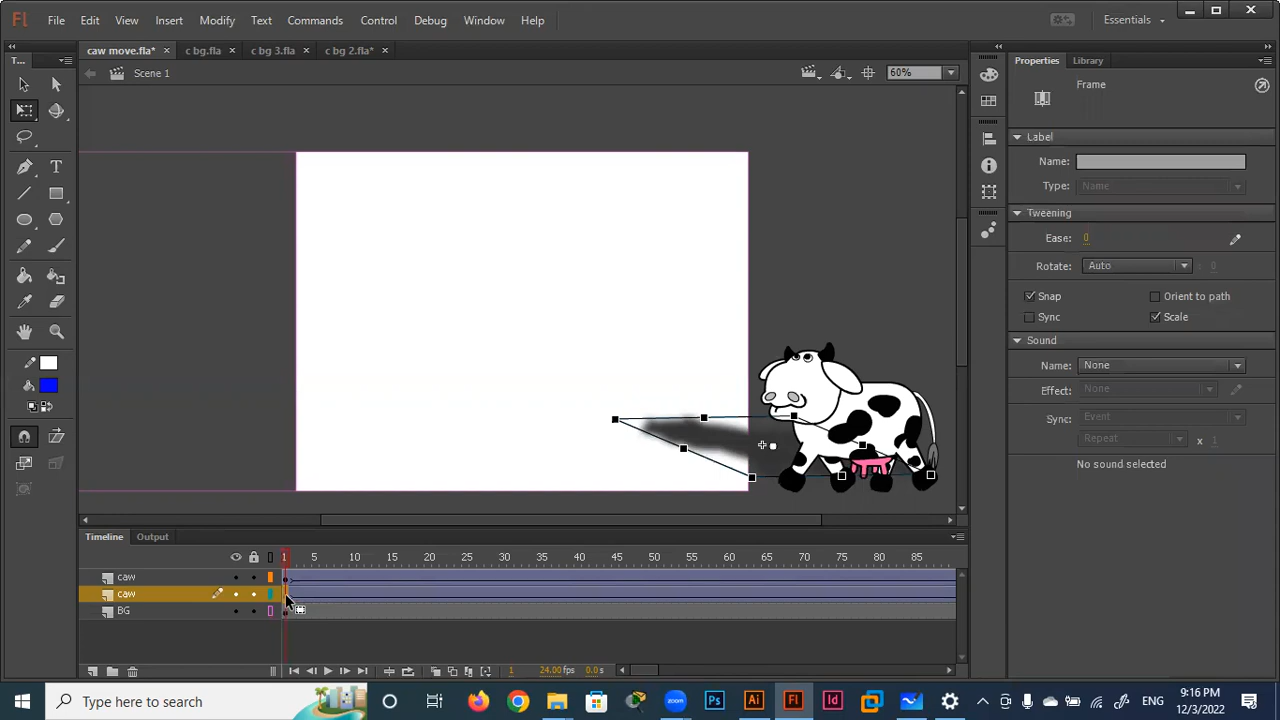 Fl File Edit View Insert Modify Text Commands Control Debug Window Help Essentials
caw move.fla* × c bg.fla × c bg 3.fla × c bg 2.fla* ×
T...
Scene 1
60%
Properties Library
Frame
Label
Name:
Type: Name
Tweening
Ease: 0
Rotate: Auto × 0
Snap Orient to path
Sync Scale
Sound
Name: None
Effect: None
Sync: Event
Repeat x 1
No sound selected
Timeline Output
1 5 10 15 20 25 30 35 40 45 50 55 60 65 70 75 80 85
caw
caw
BG
1 24.00 fps 0.0 s
Type here to search
Ps Ai Fl Id
ENG
9:16 PM
12/3/2022